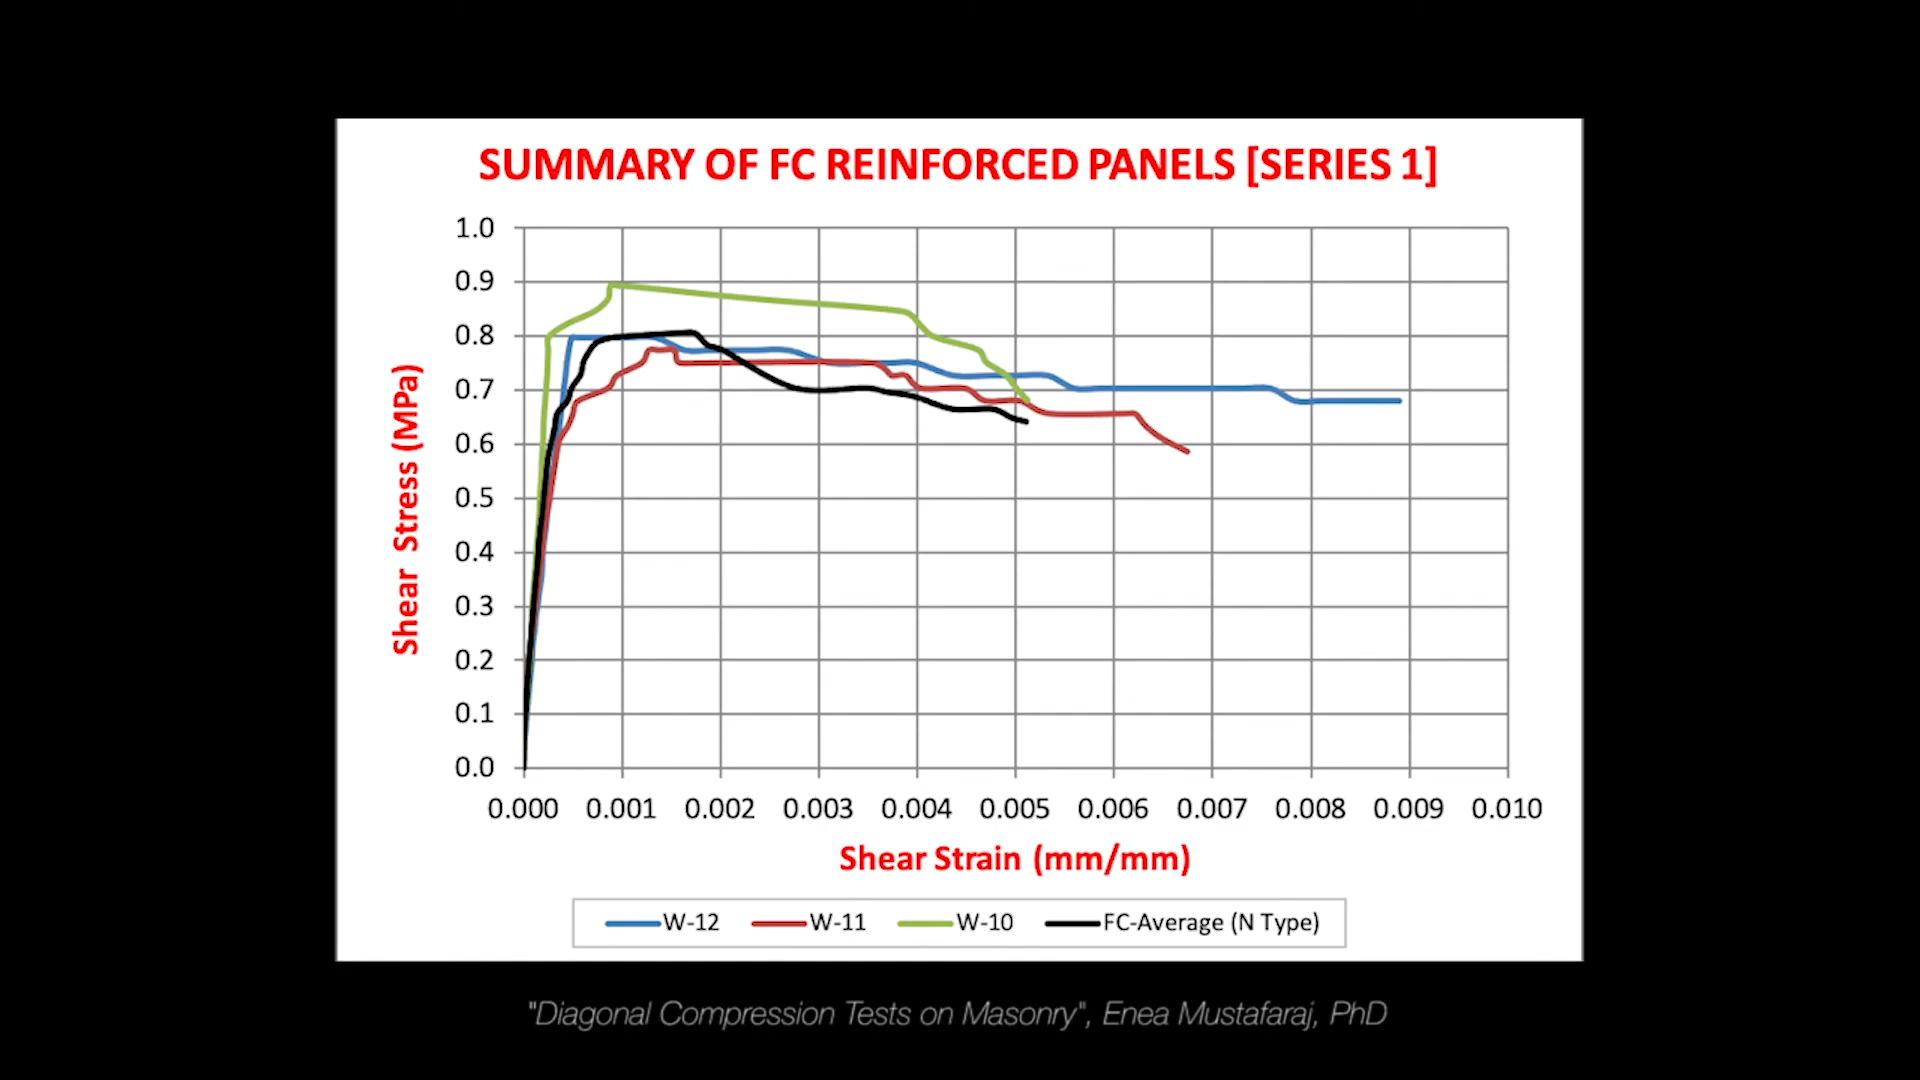 SUMMARY OF FC REINFORCED PANELS [SERIES 1]
1.0
0.9
0.8
0.7
0.6
0.5
0.4
0.3
0.2
0.1
0.0
Shear Stress (MPa)
0.000 0.001 0.002 0.003 0.004 0.005 0.006 0.007 0.008 0.009 0.010
Shear Strain (mm/mm)
W-12 W-11 W-10 FC-Average (N Type)
"Diagonal Compression Tests on Masonry", Enea Mustafaraj, PhD